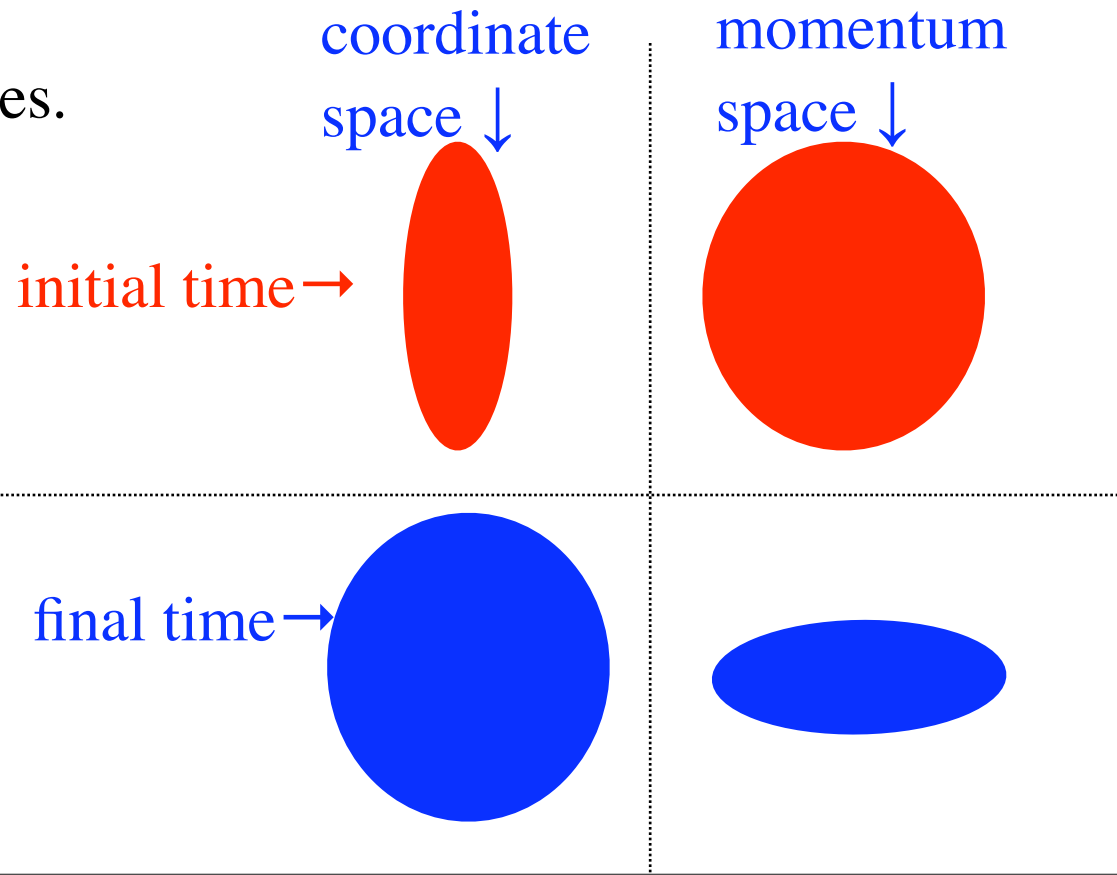 coordinate
space ↓
momentum
space ↓
es.
initial time→
final time→